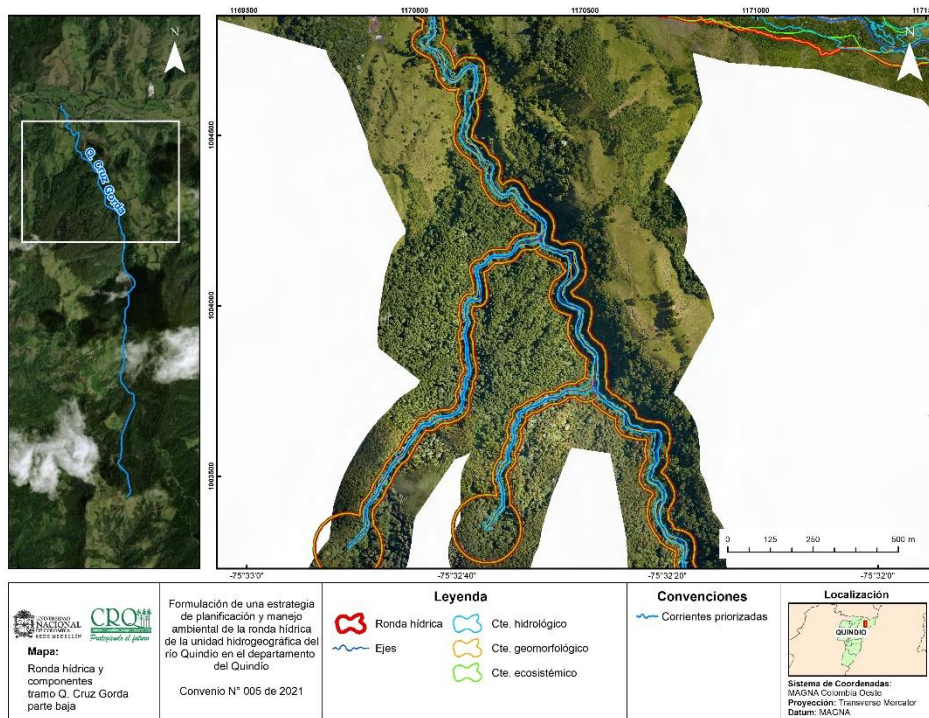 1169500 1170000 1170500 1171000 11715
N
N
Q. Cruz Gorda
1004500
1004000
1003500
0 125 250 500 m
-75°33'0" -75°32'40" -75°32'20" -75°32'0"
UNIVERSIDAD
NACIONAL
DE COLOMBIA
SEDE MEDELLÍN
CRQ
Protegiendo el futuro
Mapa:
Ronda hídrica y
componentes
tramo Q. Cruz Gorda
parte baja
Formulación de una estrategia
de planificación y manejo
ambiental de la ronda hídrica
de la unidad hidrogeográfica del
río Quindío en el departamento
del Quindío
Convenio N° 005 de 2021
Leyenda
Ronda hídrica
Ejes
Cte. hidrológico
Cte. geomorfológico
Cte. ecosistémico
Convenciones
Corrientes priorizadas
Localización
QUINDIO
Sistema de Coordenadas:
MAGNA Colombia Oeste
Proyección: Transverse Mercator
Datum: MAGNA